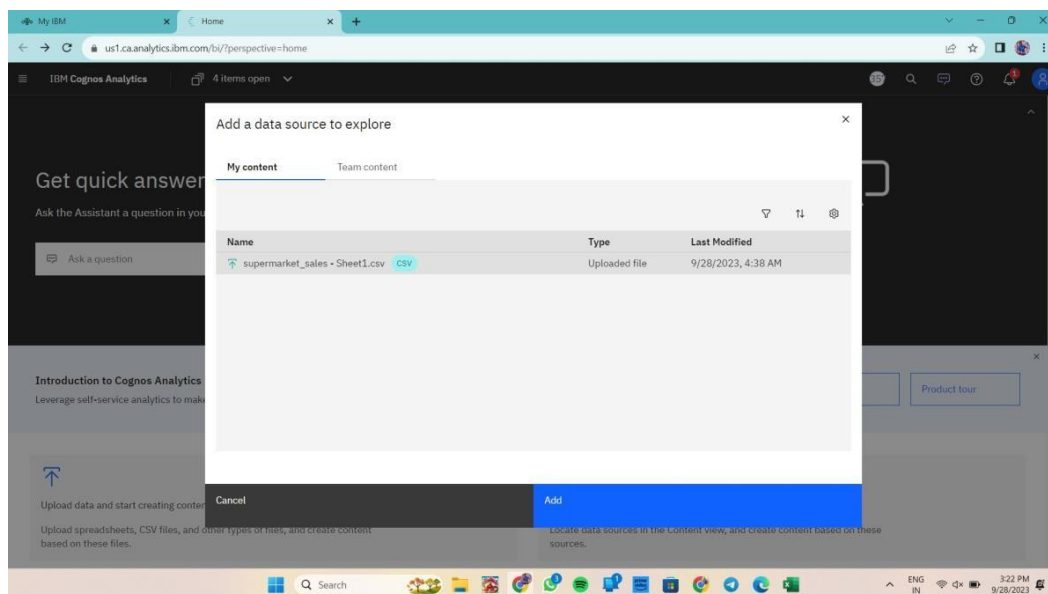 My IBM
Home
us1.ca.analytics.ibm.com/bi/?perspective=home
IBM Cognos Analytics
4 items open
Add a data source to explore
My content
Team content
Get quick answer
Ask the Assistant a question in you
Ask a question
Name Type Last Modified
supermarket_sales - Sheet1.csv CSV Uploaded file 9/28/2023, 4:38 AM
Introduction to Cognos Analytics
Leverage self-service analytics to make
Product tour
Cancel
Add
Upload data and start creating conten
Upload spreadsheets, CSV files, and other types of files, and create content
based on these files.
Locate data sources in the Content view, and create content based on these
sources.
Search
ENG
IN
3:22 PM
9/28/2023